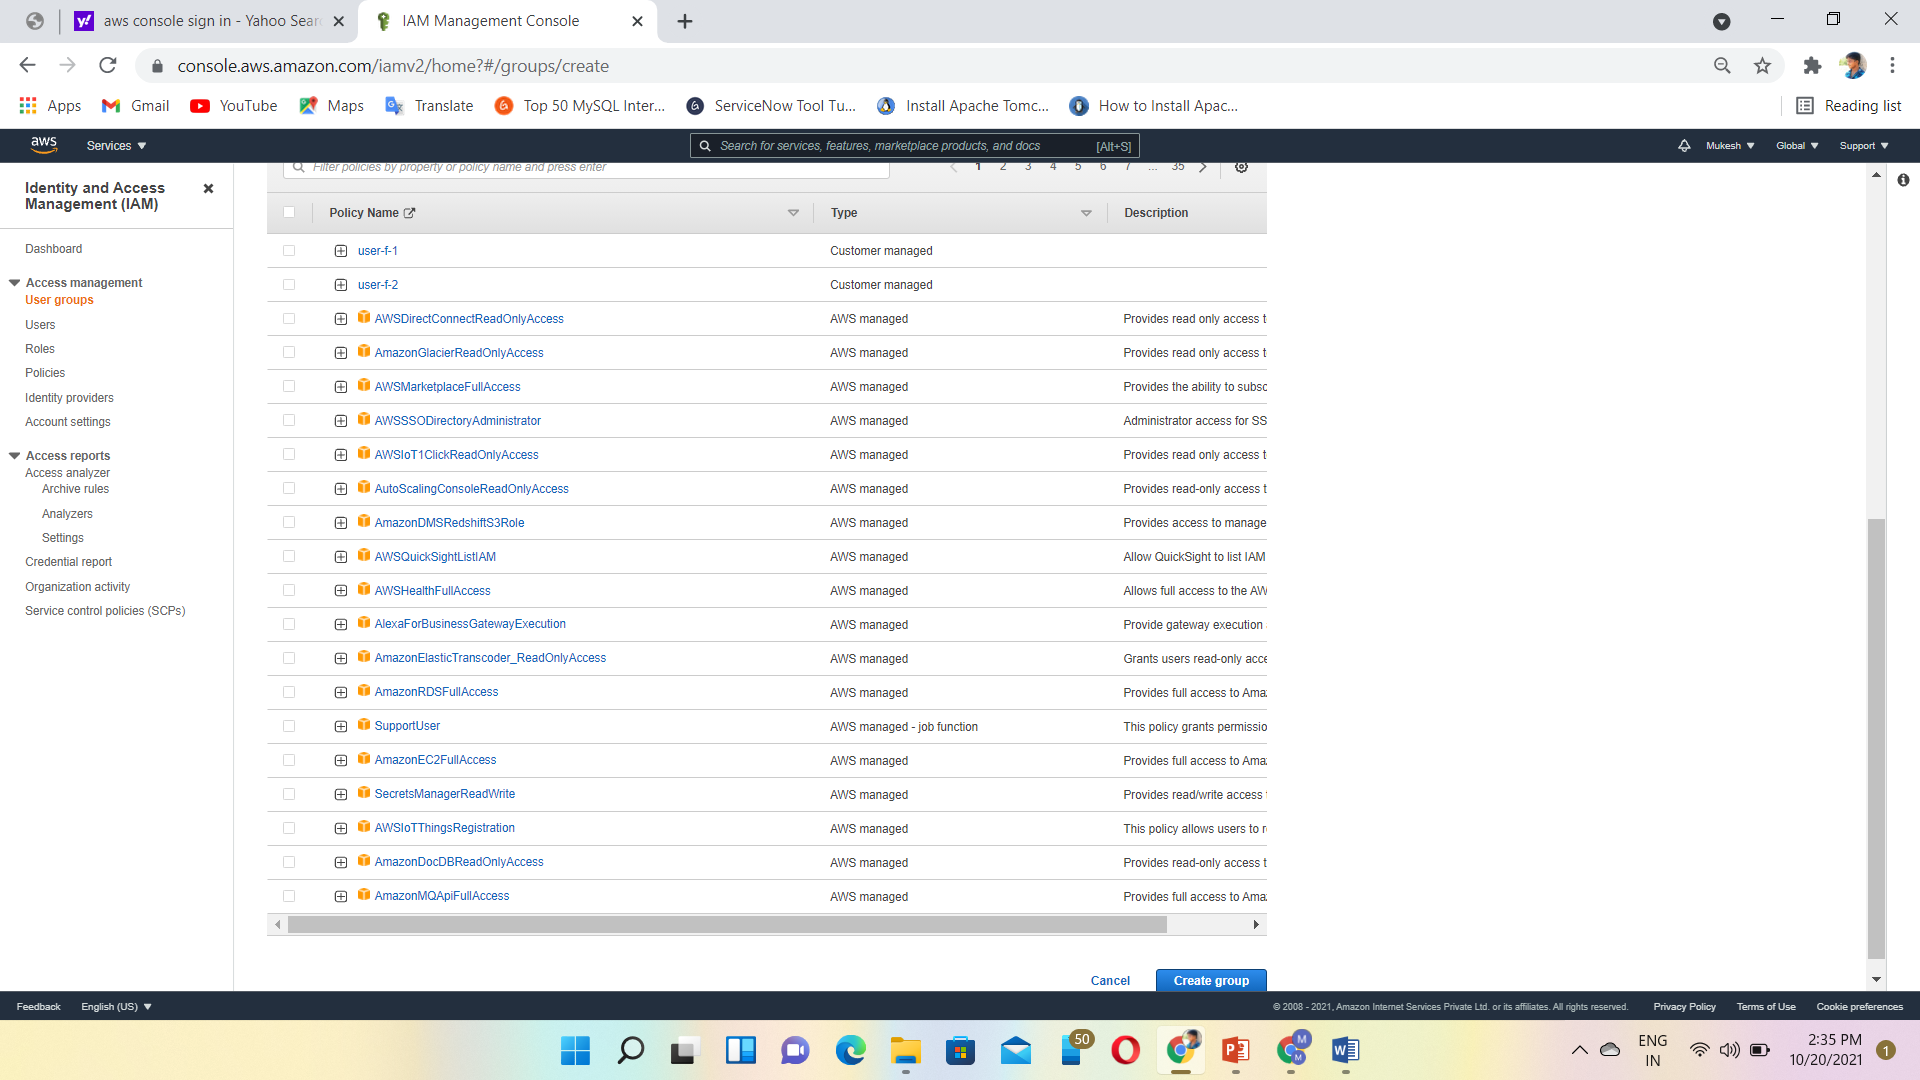 aws console sign in - Yahoo Sear
IAM Management Console
console.aws.amazon.com/iamv2/home?#/groups/create
Apps
Gmail
YouTube
Maps
Translate
Top 50 MySQL Inter...
ServiceNow Tool Tu...
Install Apache Tomc...
How to Install Apac...
Reading list
aws
Services
Search for services, features, marketplace products, and docs
[Alt+S]
Mukesh
Global
Support
Identity and Access
Management (IAM)
Dashboard
Access management
User groups
Users
Roles
Policies
Identity providers
Account settings
Access reports
Access analyzer
Archive rules
Analyzers
Settings
Credential report
Organization activity
Service control policies (SCPs)
Filter policies by property or policy name and press enter
1 2 3 4 5 6 7 ... 35
Policy Name Type Description
user-f-1 Customer managed
user-f-2 Customer managed
AWSDirectConnectReadOnlyAccess AWS managed Provides read only access t
AmazonGlacierReadOnlyAccess AWS managed Provides read only access t
AWSMarketplaceFullAccess AWS managed Provides the ability to subsc
AWSSSODirectoryAdministrator AWS managed Administrator access for SS
AWSIoT1ClickReadOnlyAccess AWS managed Provides read only access t
AutoScalingConsoleReadOnlyAccess AWS managed Provides read-only access t
AmazonDMSRedshiftS3Role AWS managed Provides access to manage
AWSQuickSightListIAM AWS managed Allow QuickSight to list IAM
AWSHealthFullAccess AWS managed Allows full access to the AW
AlexaForBusinessGatewayExecution AWS managed Provide gateway execution
AmazonElasticTranscoder_ReadOnlyAccess AWS managed Grants users read-only acce
AmazonRDSFullAccess AWS managed Provides full access to Ama
SupportUser AWS managed - job function This policy grants permissio
AmazonEC2FullAccess AWS managed Provides full access to Ama
SecretsManagerReadWrite AWS managed Provides read/write access
AWSIoTThingsRegistration AWS managed This policy allows users to r
AmazonDocDBReadOnlyAccess AWS managed Provides read-only access t
AmazonMQApiFullAccess AWS managed Provides full access to Ama
Cancel
Create group
Feedback
English (US)
© 2008 - 2021, Amazon Internet Services Private Ltd. or its affiliates. All rights reserved.
Privacy Policy
Terms of Use
Cookie preferences
50
M
M
ENG
IN
2:35 PM
10/20/2021
1